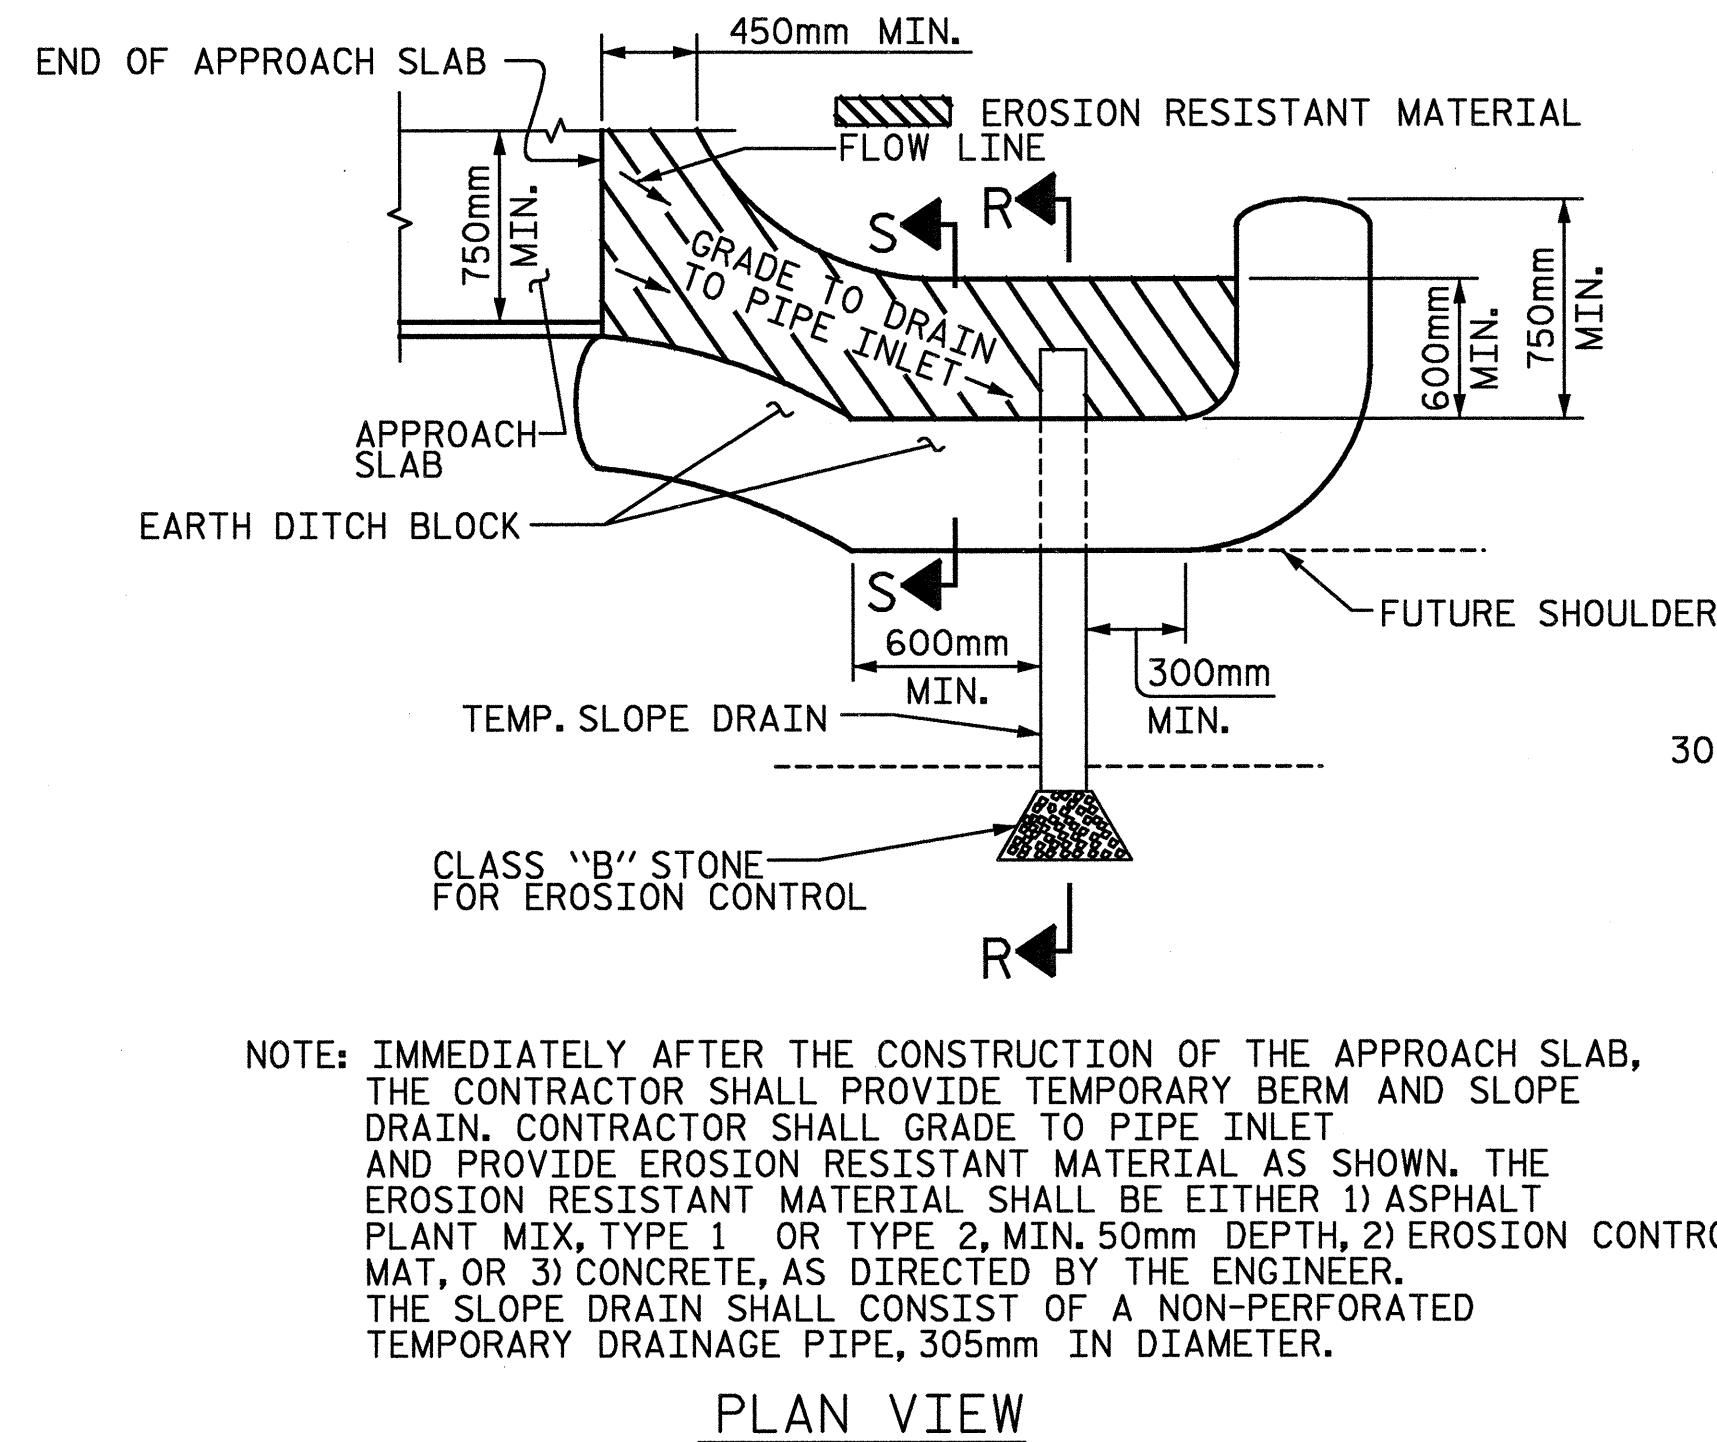 450mm MIN.
END OF APPROACH SLAB
EROSION RESISTANT MATERIAL
FLOW LINE
750mm
MIN.
S
R
GRADE TO DRAIN
TO PIPE INLET
600mm
MIN.
750mm
MIN.
APPROACH
SLAB
EARTH DITCH BLOCK
S
FUTURE SHOULDER
600mm
MIN.
300mm
MIN.
TEMP. SLOPE DRAIN
30
CLASS "B" STONE
FOR EROSION CONTROL
R
NOTE: IMMEDIATELY AFTER THE CONSTRUCTION OF THE APPROACH SLAB,
THE CONTRACTOR SHALL PROVIDE TEMPORARY BERM AND SLOPE
DRAIN. CONTRACTOR SHALL GRADE TO PIPE INLET
AND PROVIDE EROSION RESISTANT MATERIAL AS SHOWN. THE
EROSION RESISTANT MATERIAL SHALL BE EITHER 1) ASPHALT
PLANT MIX, TYPE 1 OR TYPE 2, MIN. 50mm DEPTH, 2) EROSION CONTRO
MAT, OR 3) CONCRETE, AS DIRECTED BY THE ENGINEER.
THE SLOPE DRAIN SHALL CONSIST OF A NON-PERFORATED
TEMPORARY DRAINAGE PIPE, 305mm IN DIAMETER.
PLAN VIEW